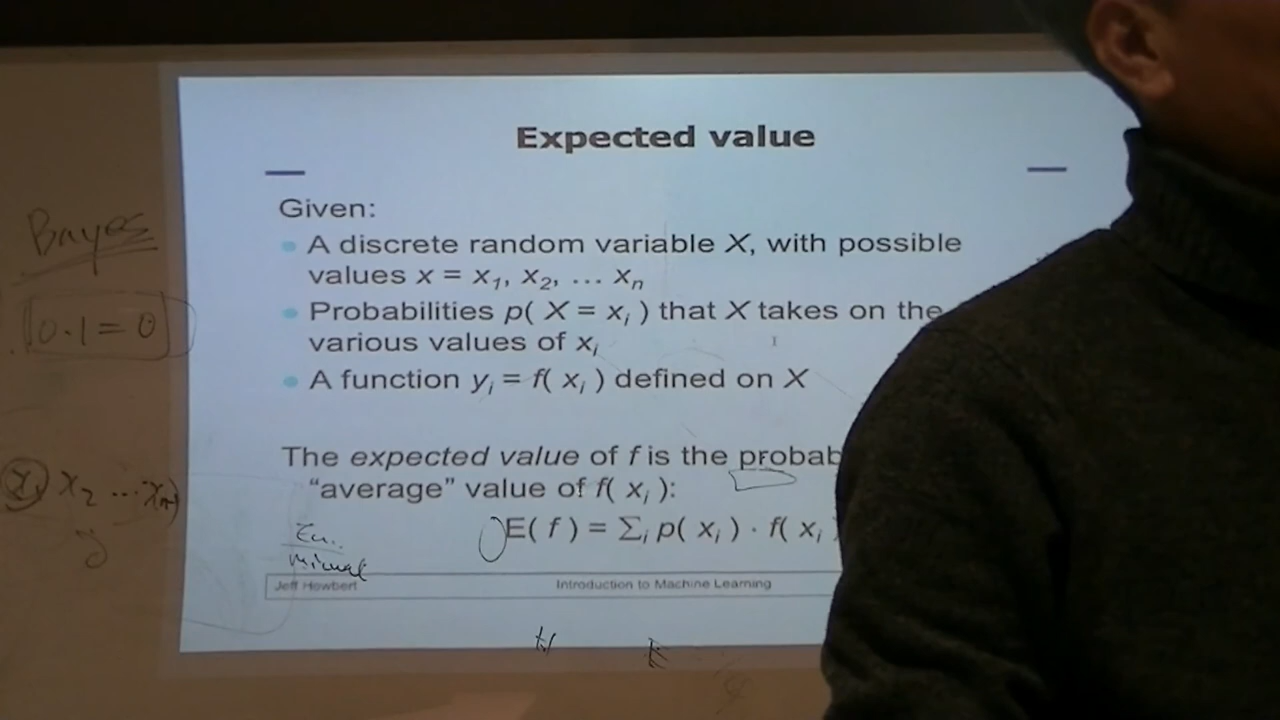 Expected value
Given:
• A discrete random variable X, with possible
values x = x₁, x₂, … xₙ
• Probabilities p( X = xᵢ ) that X takes on the
various values of xᵢ
• A function yᵢ = f( xᵢ ) defined on X
The expected value of f is the probab
“average” value of f( xᵢ ):
E( f ) = Σᵢ p( xᵢ ) · f( xᵢ
Jeff Howbert
Introduction to Machine Learning
Bayes
0.1=0
x₁ x₂ ...
y